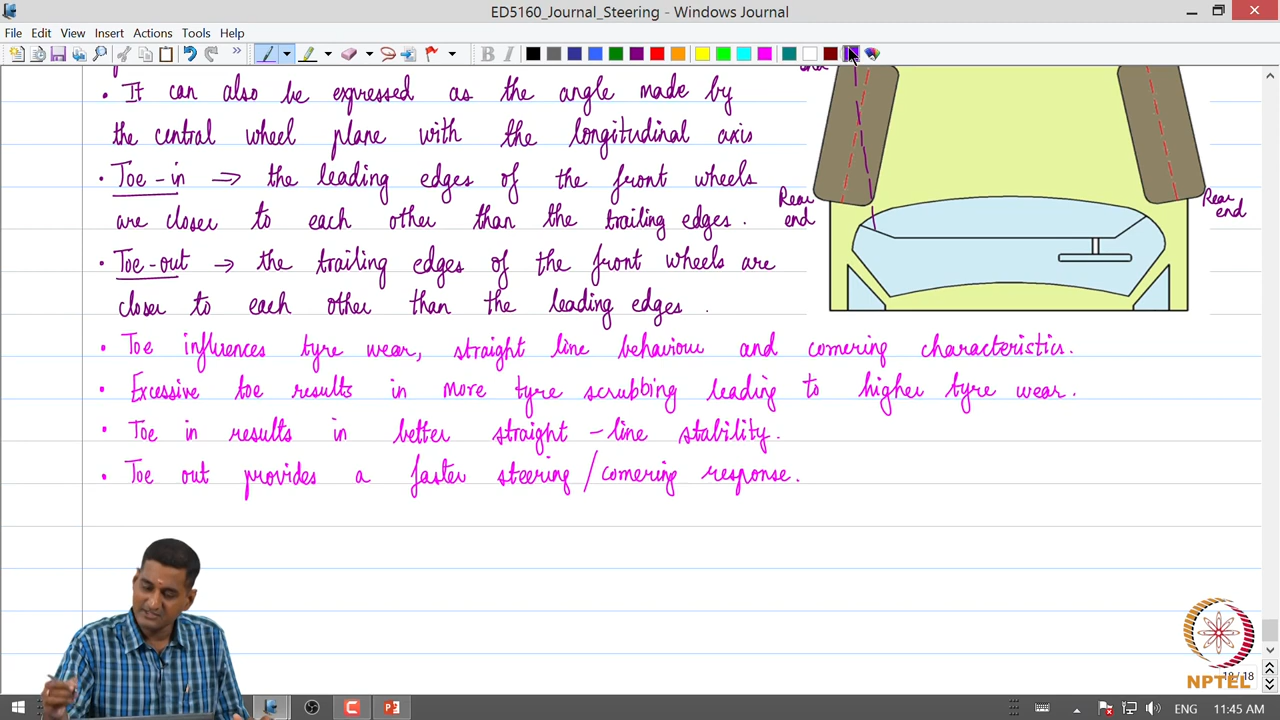 ED5160_Journal_Steering - Windows Journal
File Edit View Insert Actions Tools Help
• It can also be expressed as the angle made by
the central wheel plane with the longitudinal axis
• Toe-in → the leading edges of the front wheels
are closer to each other than the trailing edges.
• Toe-out → the trailing edges of the front wheels are
closer to each other than the leading edges.
Rear
end
Rear
end
• Toe influences tyre wear, straight line behaviour and cornering characteristics.
• Excessive toe results in more tyre scrubbing leading to higher tyre wear.
• Toe in results in better straight-line stability.
• Toe out provides a faster steering/cornering response.
NPTEL
ENG 11:45 AM